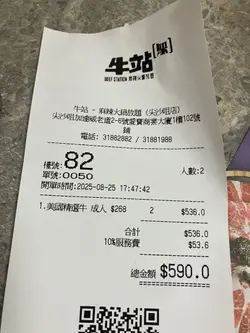 牛站
BEEF STATION 麻辣火鍋放題
牛站 - 麻辣火鍋放題 (尖沙咀店)
尖沙咀加連威老道2-6號愛賓商業大廈1樓102號
鋪
電話: 31882882 / 31881988
檯號:82
人數:2
單號:0050
開單時間:2025-08-25 17:47:42
1.美國精選牛 成人 $268 2 $536.0
合計 $536.0
10%服務費 $53.6
總金額 $590.0